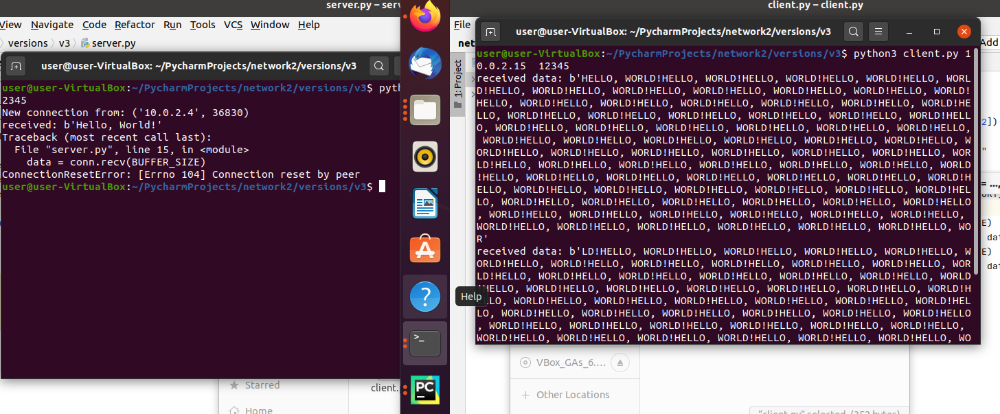 server.py – serv
View Navigate Code Refactor Run Tools VCS Window Help
versions v3 server.py
user@user-VirtualBox: ~/PycharmProjects/network2/versions/v3
user@user-VirtualBox:~/PycharmProjects/network2/versions/v3$ pyth
2345
New connection from: ('10.0.2.4', 36830)
received: b'Hello, World!'
Traceback (most recent call last):
  File "server.py", line 15, in <module>
    data = conn.recv(BUFFER_SIZE)
ConnectionResetError: [Errno 104] Connection reset by peer
user@user-VirtualBox:~/PycharmProjects/network2/versions/v3$
Starred
Home
client.
>_
PC
Help
client.py – client.py
File
net
Add
1: Project
user@user-VirtualBox: ~/PycharmProjects/network2/versions/v3
user@user-VirtualBox:~/PycharmProjects/network2/versions/v3$ python3 client.py 1
0.0.2.15  12345
received data: b'HELLO, WORLD!HELLO, WORLD!HELLO, WORLD!HELLO, WORLD!HELLO, WORL
D!HELLO, WORLD!HELLO, WORLD!HELLO, WORLD!HELLO, WORLD!HELLO, WORLD!HELLO, WORLD!
HELLO, WORLD!HELLO, WORLD!HELLO, WORLD!HELLO, WORLD!HELLO, WORLD!HELLO, WORLD!HE
LLO, WORLD!HELLO, WORLD!HELLO, WORLD!HELLO, WORLD!HELLO, WORLD!HELLO, WORLD!HELL
O, WORLD!HELLO, WORLD!HELLO, WORLD!HELLO, WORLD!HELLO, WORLD!HELLO, WORLD!HELLO,
 WORLD!HELLO, WORLD!HELLO, WORLD!HELLO, WORLD!HELLO, WORLD!HELLO, WORLD!HELLO, W
ORLD!HELLO, WORLD!HELLO, WORLD!HELLO, WORLD!HELLO, WORLD!HELLO, WORLD!HELLO, WOR
LD!HELLO, WORLD!HELLO, WORLD!HELLO, WORLD!HELLO, WORLD!HELLO, WORLD!HELLO, WORLD
!HELLO, WORLD!HELLO, WORLD!HELLO, WORLD!HELLO, WORLD!HELLO, WORLD!HELLO, WORLD!H
ELLO, WORLD!HELLO, WORLD!HELLO, WORLD!HELLO, WORLD!HELLO, WORLD!HELLO, WORLD!HEL
LO, WORLD!HELLO, WORLD!HELLO, WORLD!HELLO, WORLD!HELLO, WORLD!HELLO, WORLD!HELLO
, WORLD!HELLO, WORLD!HELLO, WORLD!HELLO, WORLD!HELLO, WORLD!HELLO, WORLD!HELLO, 
WORLD!HELLO, WORLD!HELLO, WORLD!HELLO, WORLD!HELLO, WORLD!HELLO, WORLD!HELLO, WO
R'
received data: b'LD!HELLO, WORLD!HELLO, WORLD!HELLO, WORLD!HELLO, WORLD!HELLO, W
ORLD!HELLO, WORLD!HELLO, WORLD!HELLO, WORLD!HELLO, WORLD!HELLO, WORLD!HELLO, WOR
LD!HELLO, WORLD!HELLO, WORLD!HELLO, WORLD!HELLO, WORLD!HELLO, WORLD!HELLO, WORLD
!HELLO, WORLD!HELLO, WORLD!HELLO, WORLD!HELLO, WORLD!HELLO, WORLD!HELLO, WORLD!H
ELLO, WORLD!HELLO, WORLD!HELLO, WORLD!HELLO, WORLD!HELLO, WORLD!HELLO, WORLD!HEL
LO, WORLD!HELLO, WORLD!HELLO, WORLD!HELLO, WORLD!HELLO, WORLD!HELLO, WORLD!HELLO
, WORLD!HELLO, WORLD!HELLO, WORLD!HELLO, WORLD!HELLO, WORLD!HELLO, WORLD!HELLO, 
WORLD!HELLO, WORLD!HELLO, WORLD!HELLO, WORLD!HELLO, WORLD!HELLO, WORLD!HELLO, WO
2])
"
= ...,
E)
dat
E)
dat
VBox_GAs_6....
Other Locations
"client.py" selected (352 bytes)